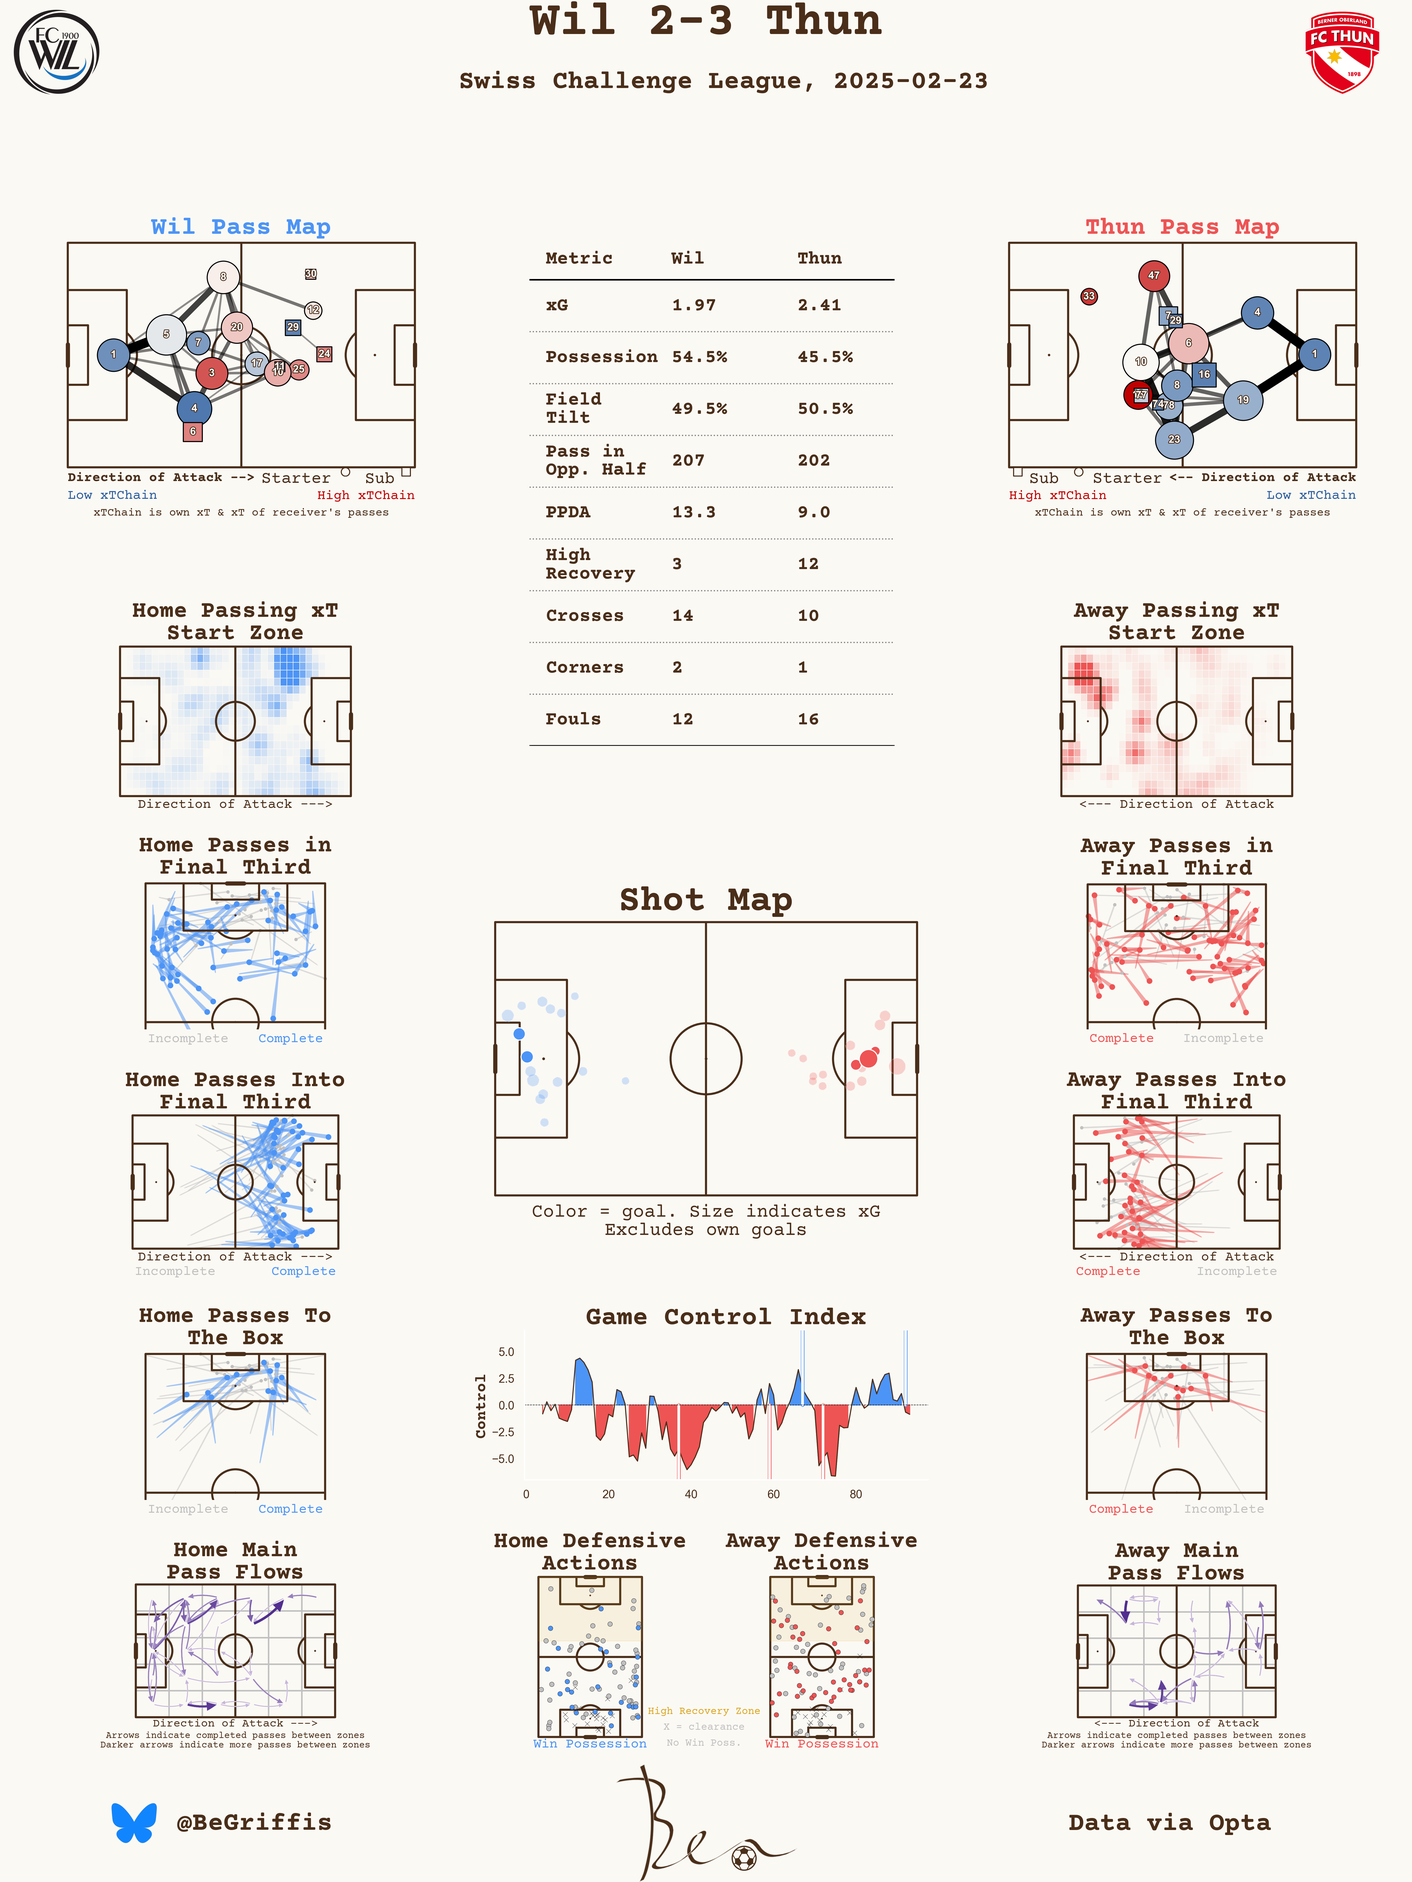 Wil 2-3 Thun
Swiss Challenge League, 2025-02-23
FC 1900
WIL
BERNER OBERLAND
FC THUN
1898
Wil Pass Map
8
30
12
5
20
29
7
1
17
24
3
11
10
25
4
6
Direction of Attack --> Starter Sub
Low xTChain High xTChain
xTChain is own xT & xT of receiver's passes
Metric Wil Thun
xG 1.97 2.41
Possession 54.5% 45.5%
Field
Tilt 49.5% 50.5%
Pass in
Opp. Half 207 202
PPDA 13.3 9.0
High
Recovery 3 12
Crosses 14 10
Corners 2 1
Fouls 12 16
Thun Pass Map
47
33
7
29
4
6
1
10
16
8
77
74
78
19
23
Sub Starter <-- Direction of Attack
High xTChain Low xTChain
xTChain is own xT & xT of receiver's passes
Home Passing xT
Start Zone
Direction of Attack --->
Away Passing xT
Start Zone
<--- Direction of Attack
Home Passes in
Final Third
Incomplete Complete
Away Passes in
Final Third
Complete Incomplete
Shot Map
Color = goal. Size indicates xG
Excludes own goals
Home Passes Into
Final Third
Direction of Attack --->
Incomplete Complete
Away Passes Into
Final Third
<--- Direction of Attack
Complete Incomplete
Home Passes To
The Box
Incomplete Complete
Game Control Index
Control
5.0
2.5
0.0
−2.5
−5.0
0 20 40 60 80
Away Passes To
The Box
Complete Incomplete
Home Main
Pass Flows
Direction of Attack --->
Arrows indicate completed passes between zones
Darker arrows indicate more passes between zones
Home Defensive
Actions
Win Possession
High Recovery Zone
X = clearance
No Win Poss.
Away Defensive
Actions
Win Possession
Away Main
Pass Flows
<--- Direction of Attack
Arrows indicate completed passes between zones
Darker arrows indicate more passes between zones
@BeGriffis
Ben
Data via Opta